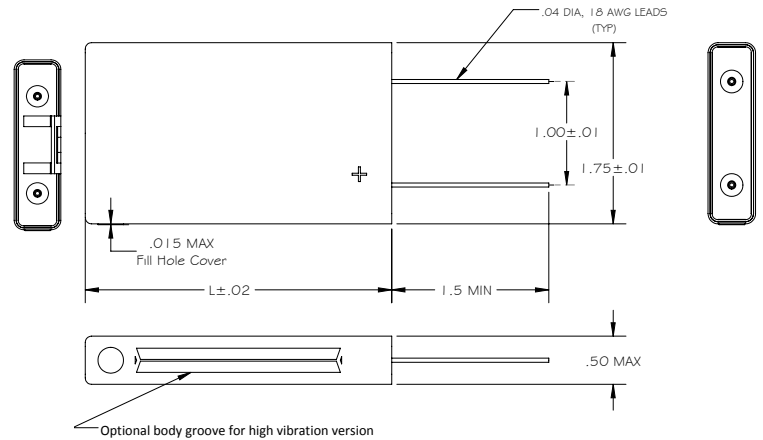 .04 DIA, 18 AWG LEADS
(TYP)
1.00±.01
1.75±.01
+
.015 MAX
Fill Hole Cover
L±.02
1.5 MIN
.50 MAX
Optional body groove for high vibration version